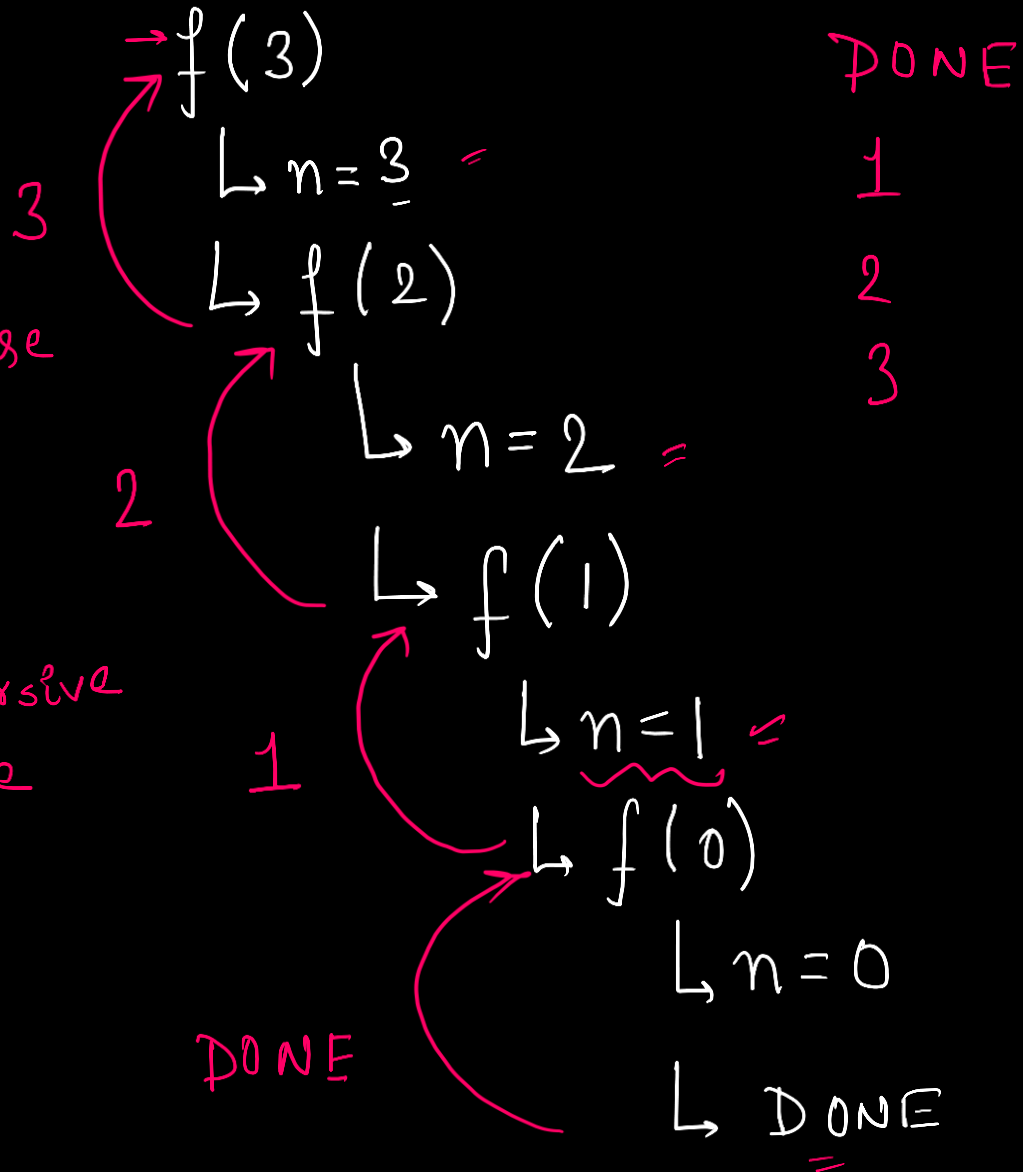 → f(3)
DONE
↳ n = 3
1
3
↳ f(2)
2
se
3
↳ n = 2
2
↳ f(1)
rsive
↳ n = 1
e
1
↳ f(0)
↳ n = 0
DONE
↳ DONE